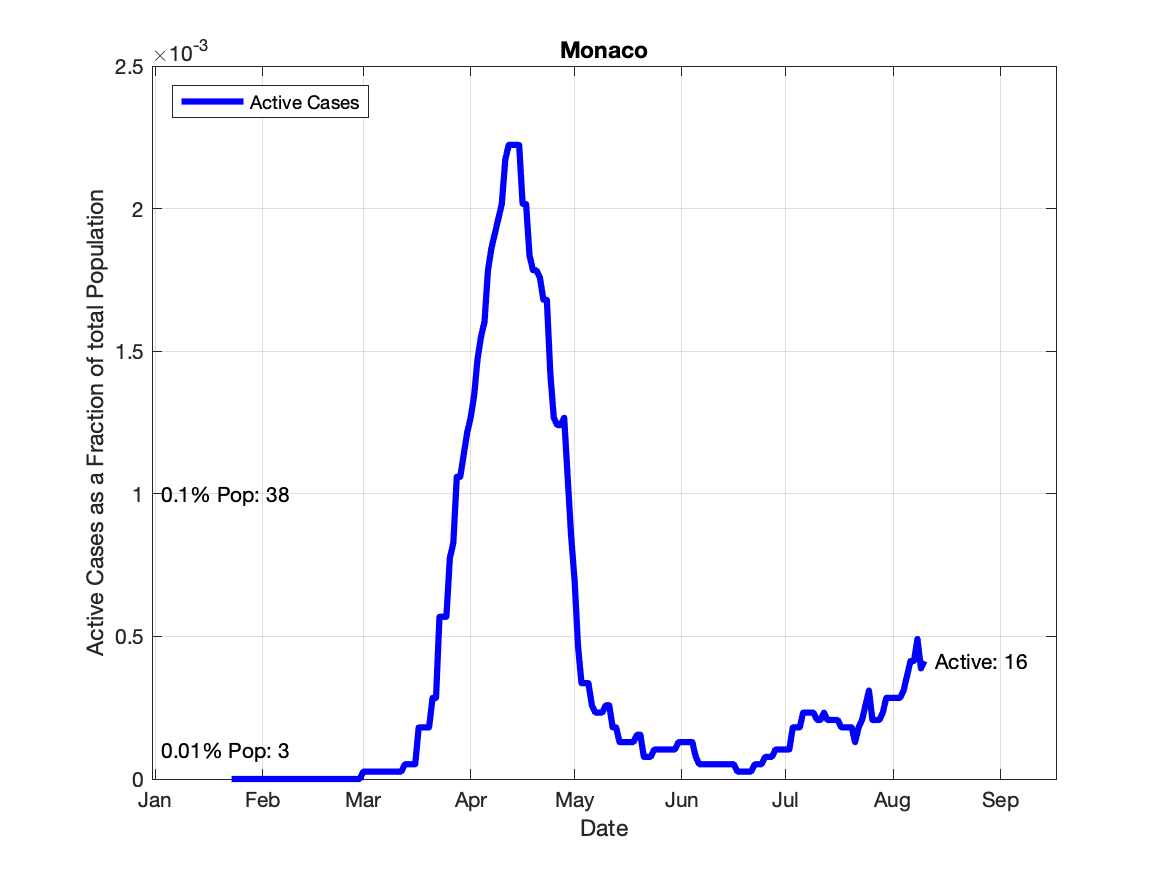 Monaco
×10-3
2.5
2
1.5
1
0.5
0
Active Cases
0.1% Pop: 38
0.01% Pop: 3
Active: 16
Active Cases as a Fraction of total Population
Jan Feb Mar Apr May Jun Jul Aug Sep
Date